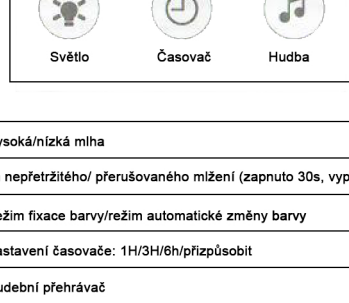 Světlo Časovač Hudba
ysoká/nízká mlha
nepřetržitého/ přerušovaného mlžení (zapnuto 30s, vyp
ežim fixace barvy/režim automatické změny barvy
astavení časovače: 1H/3H/6h/přizpůsobit
udební přehrávač